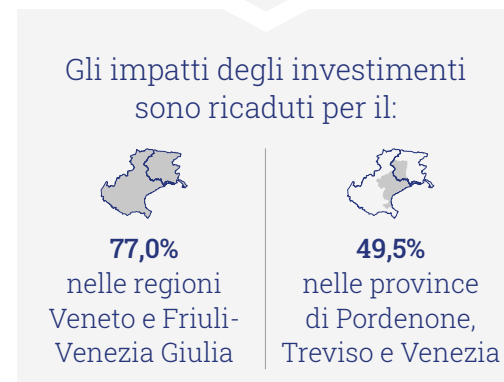 Gli impatti degli investimenti
sono ricaduti per il:
77,0%
nelle regioni
Veneto e Friuli-
Venezia Giulia
49,5%
nelle province
di Pordenone,
Treviso e Venezia